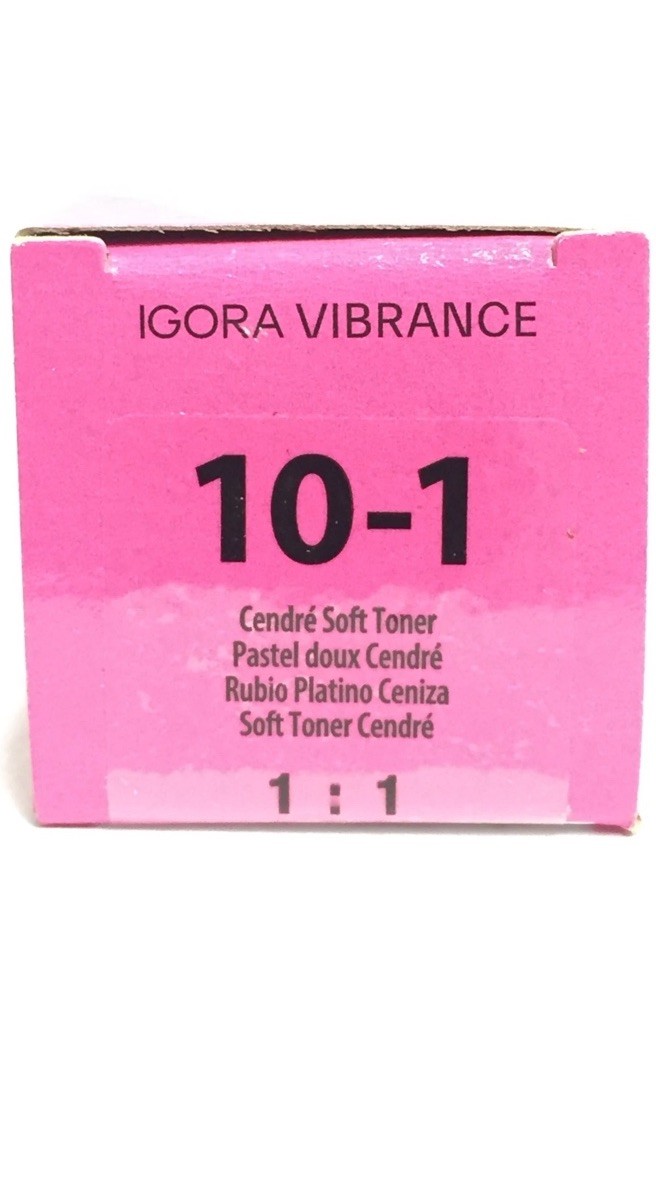 IGORA VIBRANCE
10-1
Cendré Soft Toner
Pastel doux Cendré
Rubio Platino Ceniza
Soft Toner Cendré
1 : 1